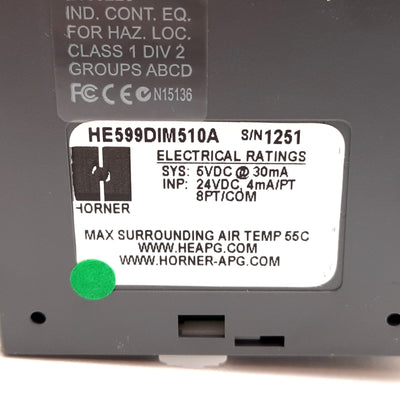 IND. CONT. EQ.
FOR HAZ. LOC.
CLASS 1 DIV 2
GROUPS ABCD
FCC CE N15136
HE599DIM510A S/N 1251
ELECTRICAL RATINGS
SYS: 5VDC @ 30mA
INP: 24VDC, 4mA/PT
8PT/COM
HORNER
MAX SURROUNDING AIR TEMP 55C
WWW.HEAPG.COM
WWW.HORNER-APG.COM